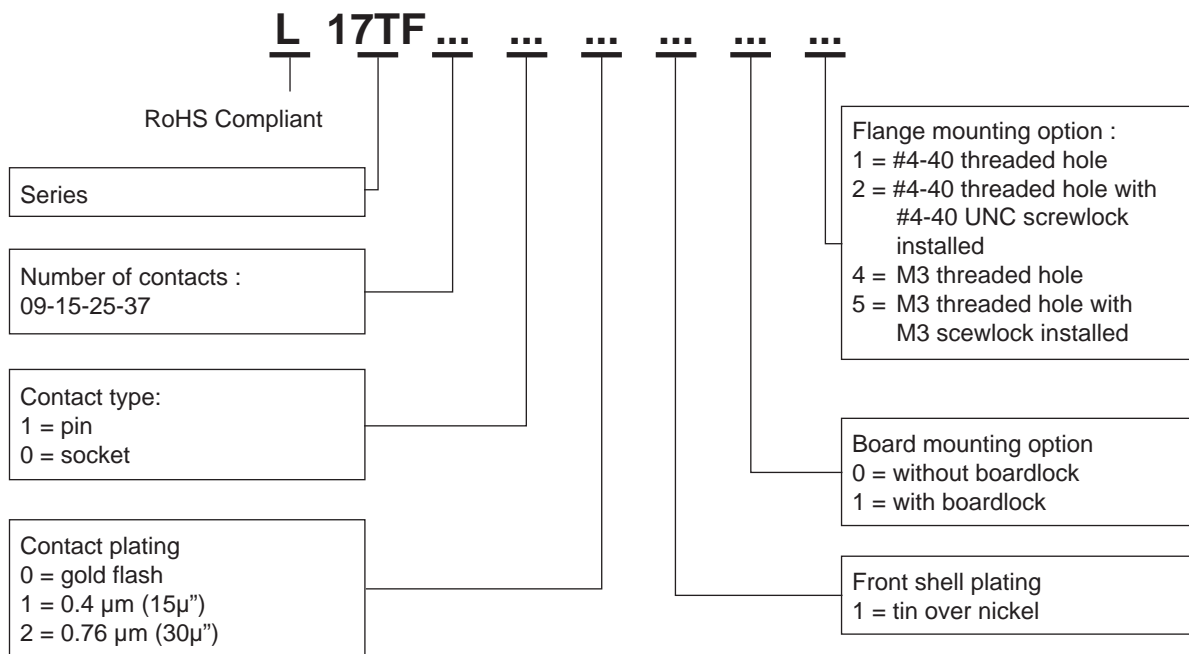 L 17TF ... ... ... ... ... ...
RoHS Compliant
Series
Number of contacts :
09-15-25-37
Contact type:
1 = pin
0 = socket
Contact plating
0 = gold flash
1 = 0.4 µm (15µ”)
2 = 0.76 µm (30µ”)
Flange mounting option :
1 = #4-40 threaded hole
2 = #4-40 threaded hole with
#4-40 UNC screwlock
installed
4 = M3 threaded hole
5 = M3 threaded hole with
M3 scewlock installed
Board mounting option
0 = without boardlock
1 = with boardlock
Front shell plating
1 = tin over nickel